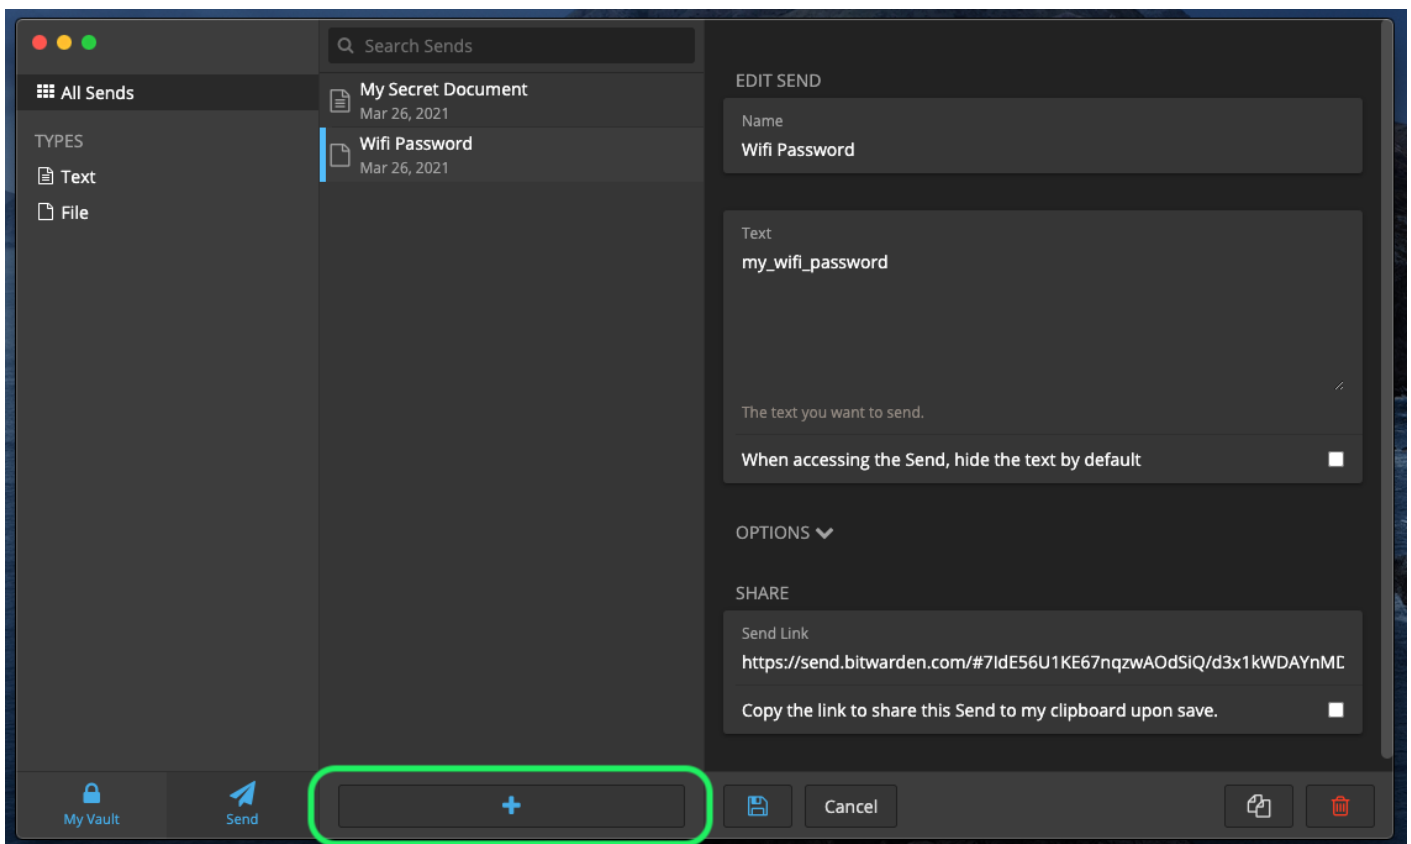 All Sends
TYPES
Text
File
My Vault
Send
Search Sends
My Secret Document
Mar 26, 2021
Wifi Password
Mar 26, 2021
EDIT SEND
Name
Wifi Password
Text
my_wifi_password
The text you want to send.
When accessing the Send, hide the text by default
OPTIONS
SHARE
Send Link
https://send.bitwarden.com/#7IdE56U1KE67nqzwAOdSiQ/d3x1kWDAYnMD
Copy the link to share this Send to my clipboard upon save.
Cancel